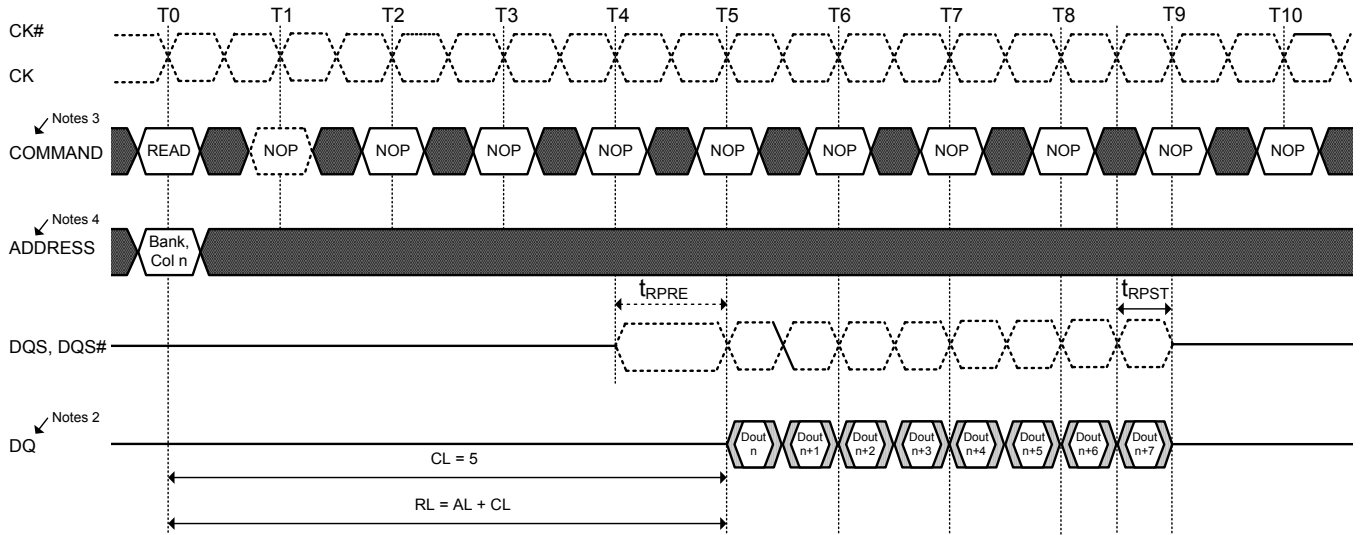 T0 T1 T2 T3 T4 T5 T6 T7 T8 T9 T10
CK#
CK
Notes 3
COMMAND READ NOP NOP NOP NOP NOP NOP NOP NOP NOP NOP
Notes 4
ADDRESS Bank,
Col n
tRPRE tRPST
DQS, DQS#
Notes 2
DQ
Dout Dout Dout Dout Dout Dout Dout Dout
n n+1 n+2 n+3 n+4 n+5 n+6 n+7
CL = 5
RL = AL + CL